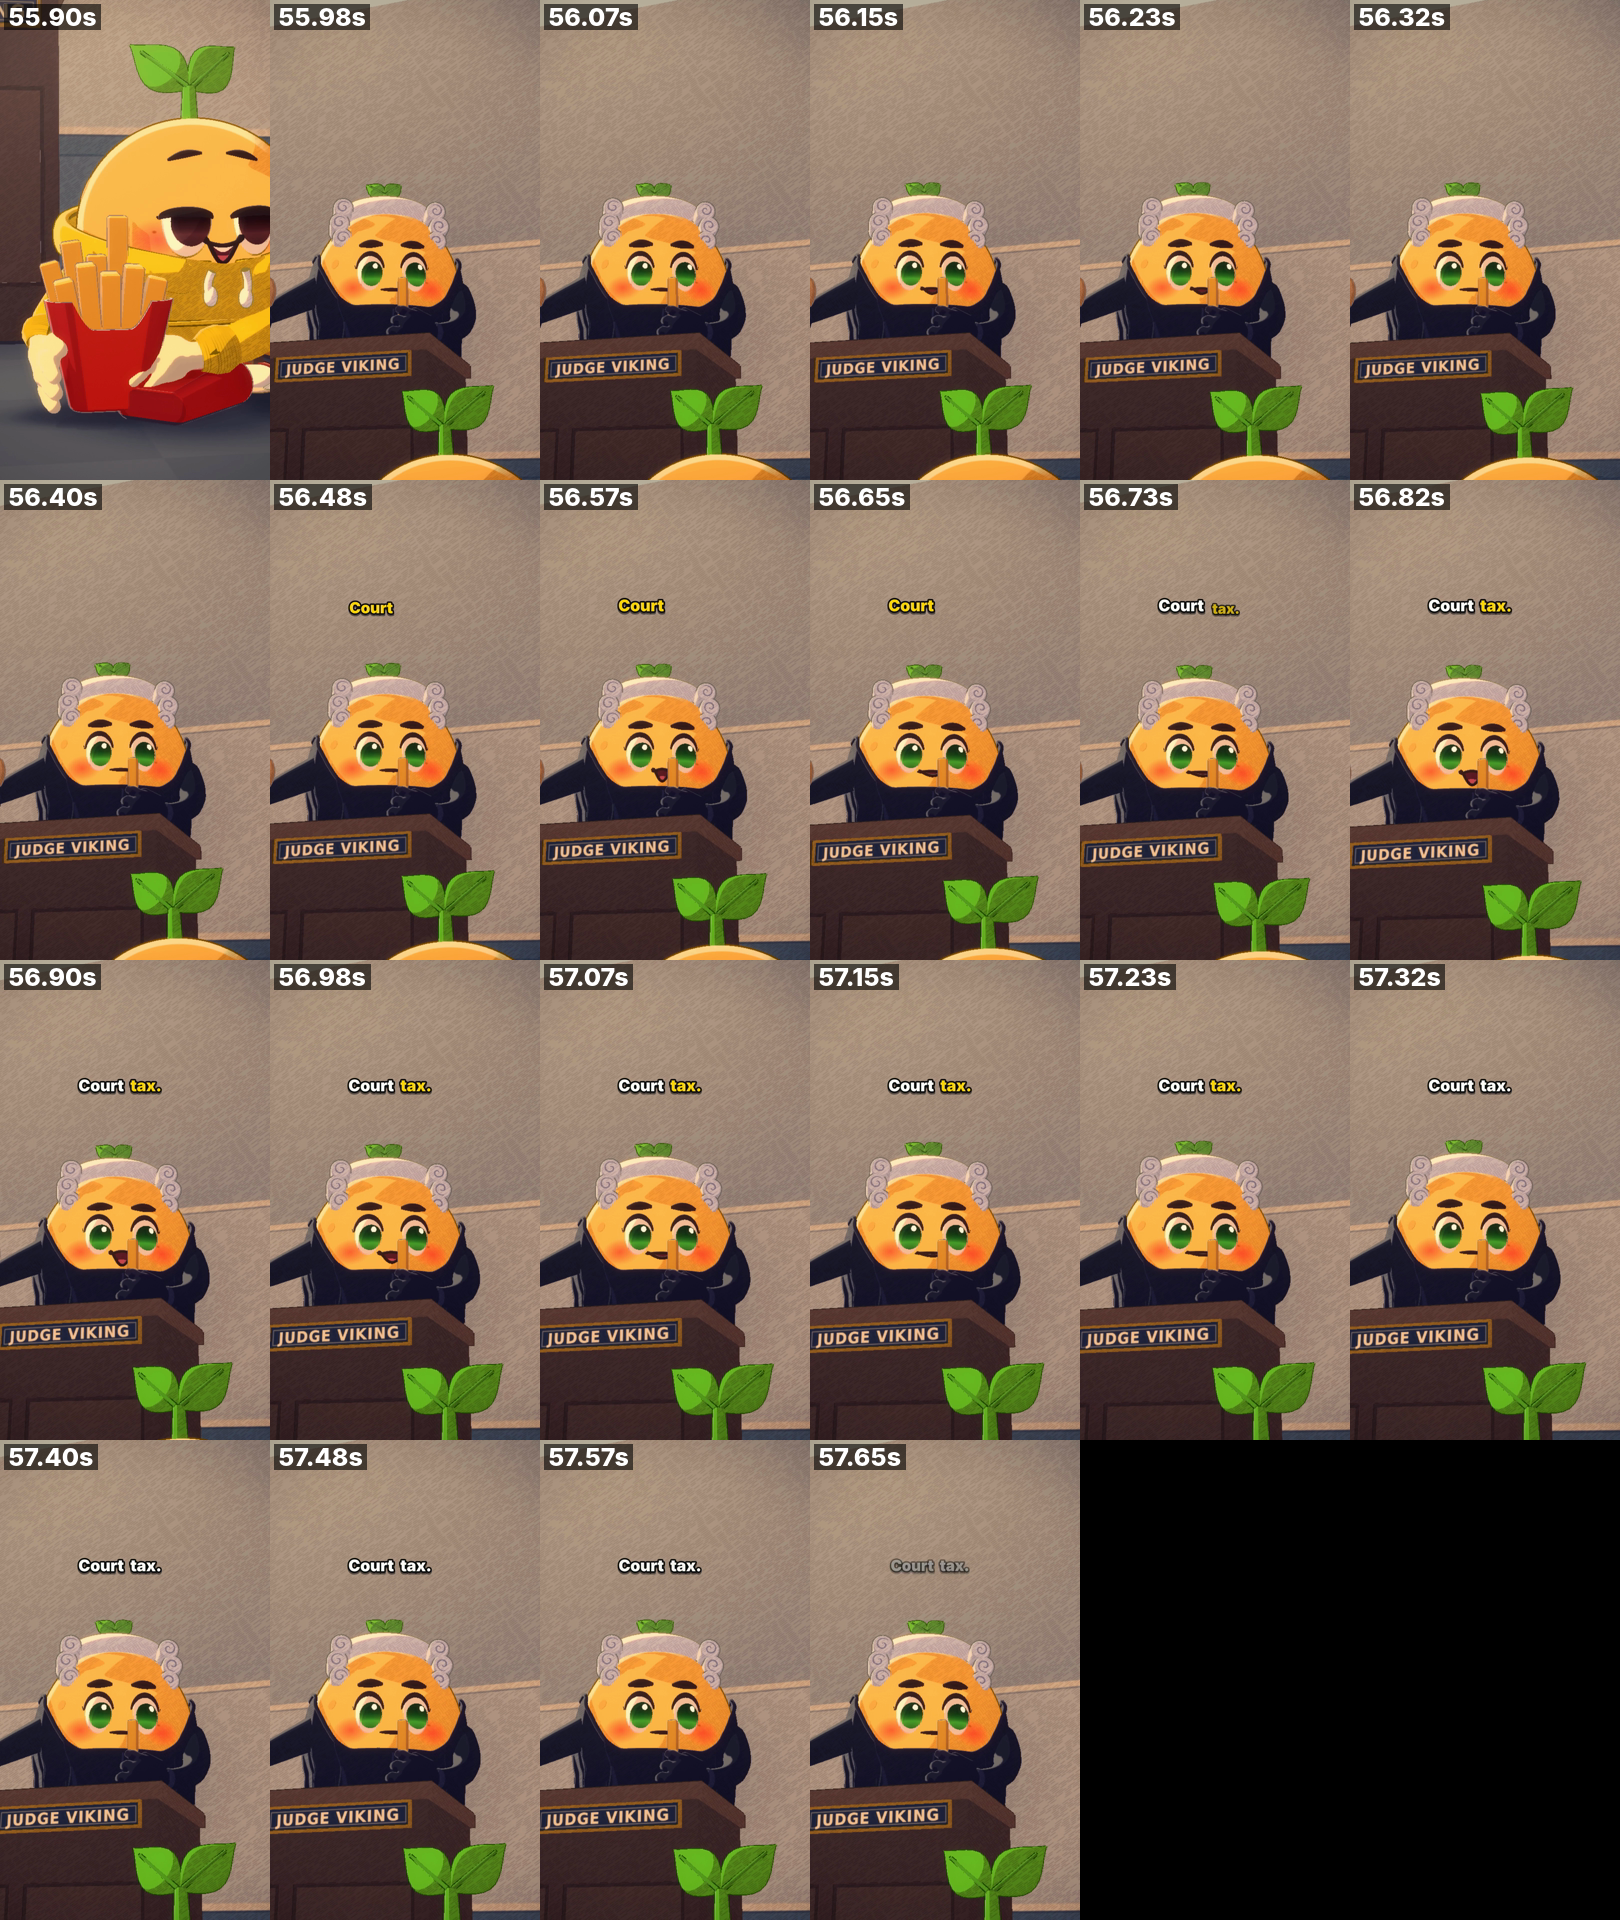 55.90s
55.98s
56.07s
56.15s
56.23s
56.32s
JUDGE VIKING
JUDGE VIKING
JUDGE VIKING
JUDGE VIKING
JUDGE VIKING
56.40s
56.48s
56.57s
56.65s
56.73s
56.82s
Court
Court
Court
Court tax.
Court tax.
JUDGE VIKING
JUDGE VIKING
JUDGE VIKING
JUDGE VIKING
JUDGE VIKING
JUDGE VIKING
56.90s
56.98s
57.07s
57.15s
57.23s
57.32s
Court tax.
Court tax.
Court tax.
Court tax.
Court tax.
Court tax.
JUDGE VIKING
JUDGE VIKING
JUDGE VIKING
JUDGE VIKING
JUDGE VIKING
JUDGE VIKING
57.40s
57.48s
57.57s
57.65s
Court tax.
Court tax.
Court tax.
Court tax.
JUDGE VIKING
JUDGE VIKING
JUDGE VIKING
JUDGE VIKING